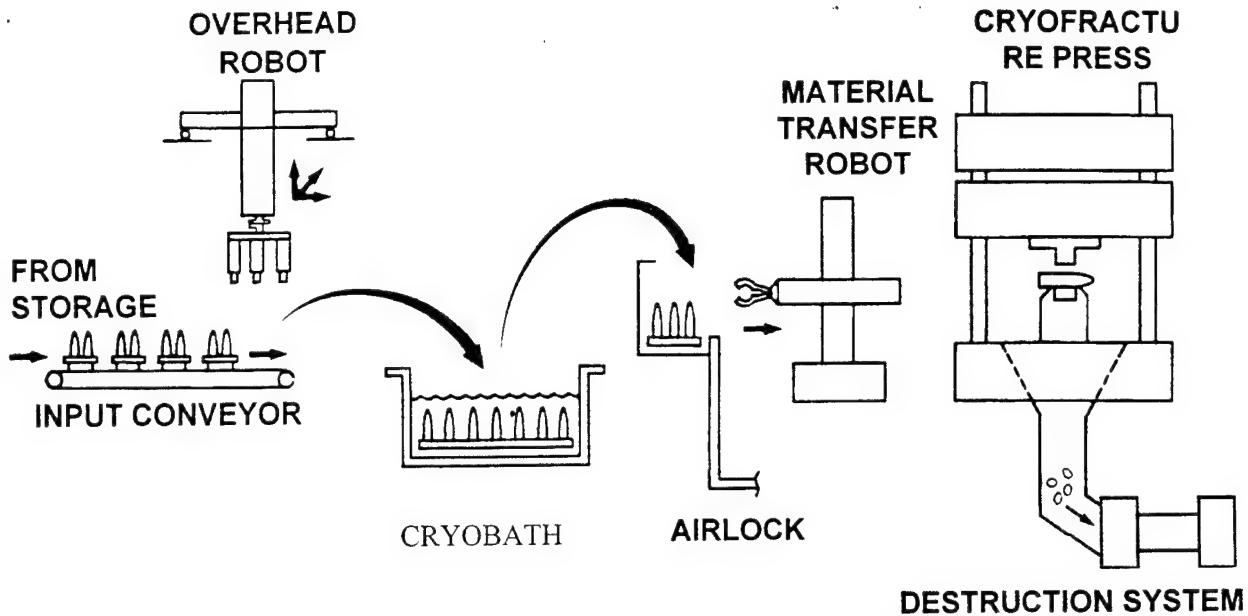 OVERHEAD
ROBOT
CRYOFRACTU
RE PRESS
MATERIAL
TRANSFER
ROBOT
FROM
STORAGE
INPUT CONVEYOR
CRYOBATH
AIRLOCK
DESTRUCTION SYSTEM